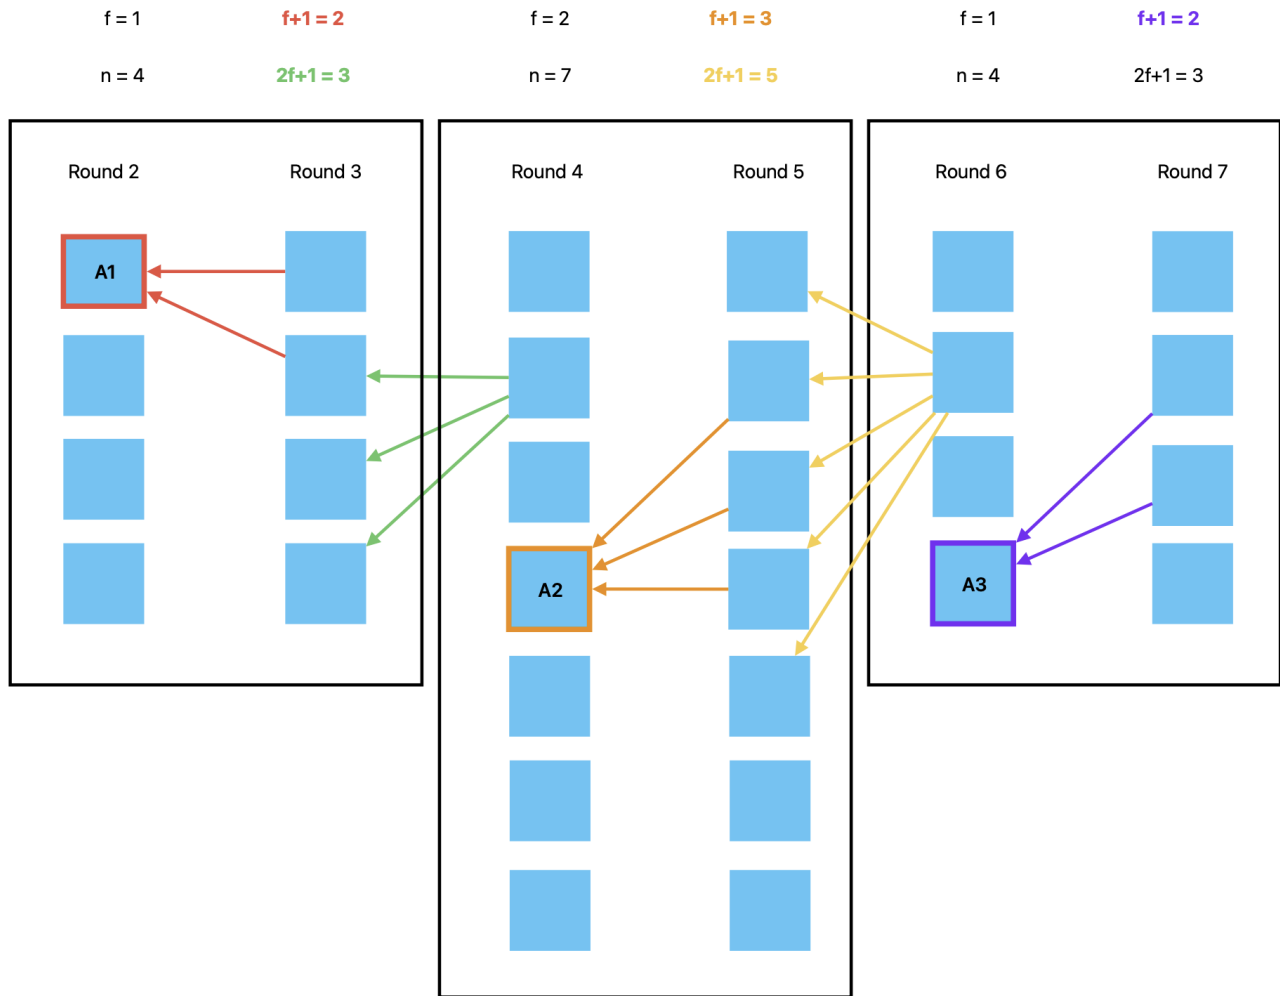 f = 1 f+1 = 2 f = 2 f+1 = 3 f = 1 f+1 = 2
n = 4 2f+1 = 3 n = 7 2f+1 = 5 n = 4 2f+1 = 3
Round 2 Round 3 Round 4 Round 5 Round 6 Round 7
A1
A2
A3